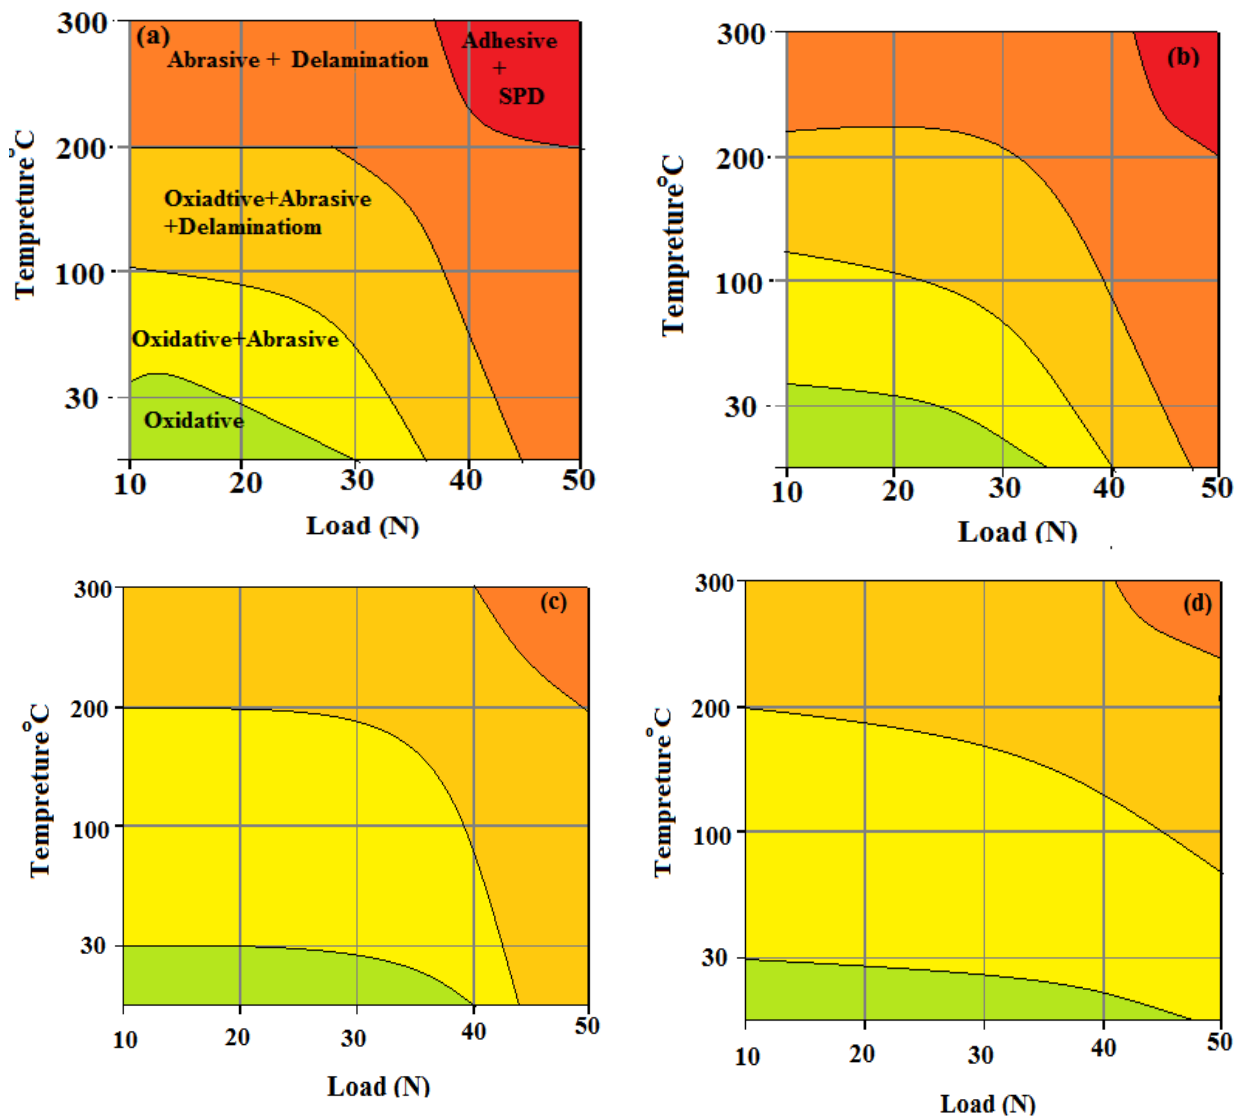 300
(a)
Abrasive + Delamination
Adhesive
+
SPD
200
Oxiadtive+Abrasive
+Delaminatiom
100
Oxidative+Abrasive
30
Oxidative
10 20 30 40 50
Load (N)
Tempreture°C
300
(b)
200
100
30
10 20 30 40 50
Load (N)
Tempreture°C
300
(c)
200
100
30
10 20 30 40 50
Load (N)
Tempreture°C
300
(d)
200
100
30
10 20 30 40 50
Load (N)
Tempreture°C